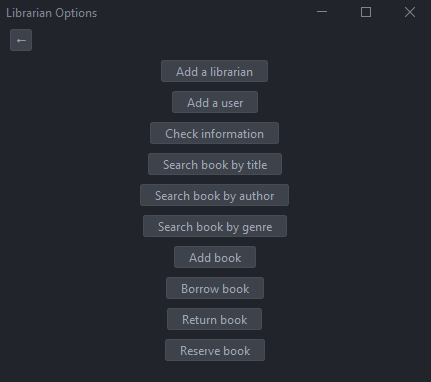 Librarian Options
←
Add a librarian
Add a user
Check information
Search book by title
Search book by author
Search book by genre
Add book
Borrow book
Return book
Reserve book